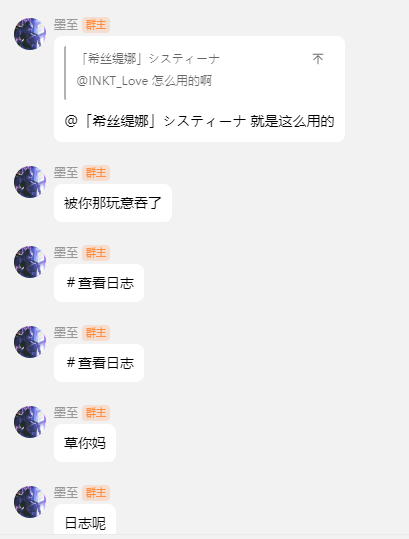 墨至 群主
「希丝缇娜」システィーナ
@INKT_Love 怎么用的啊
@「希丝缇娜」システィーナ 就是这么用的
墨至 群主
被你那玩意吞了
墨至 群主
＃查看日志
墨至 群主
＃查看日志
墨至 群主
草你妈
墨至 群主
日志呢